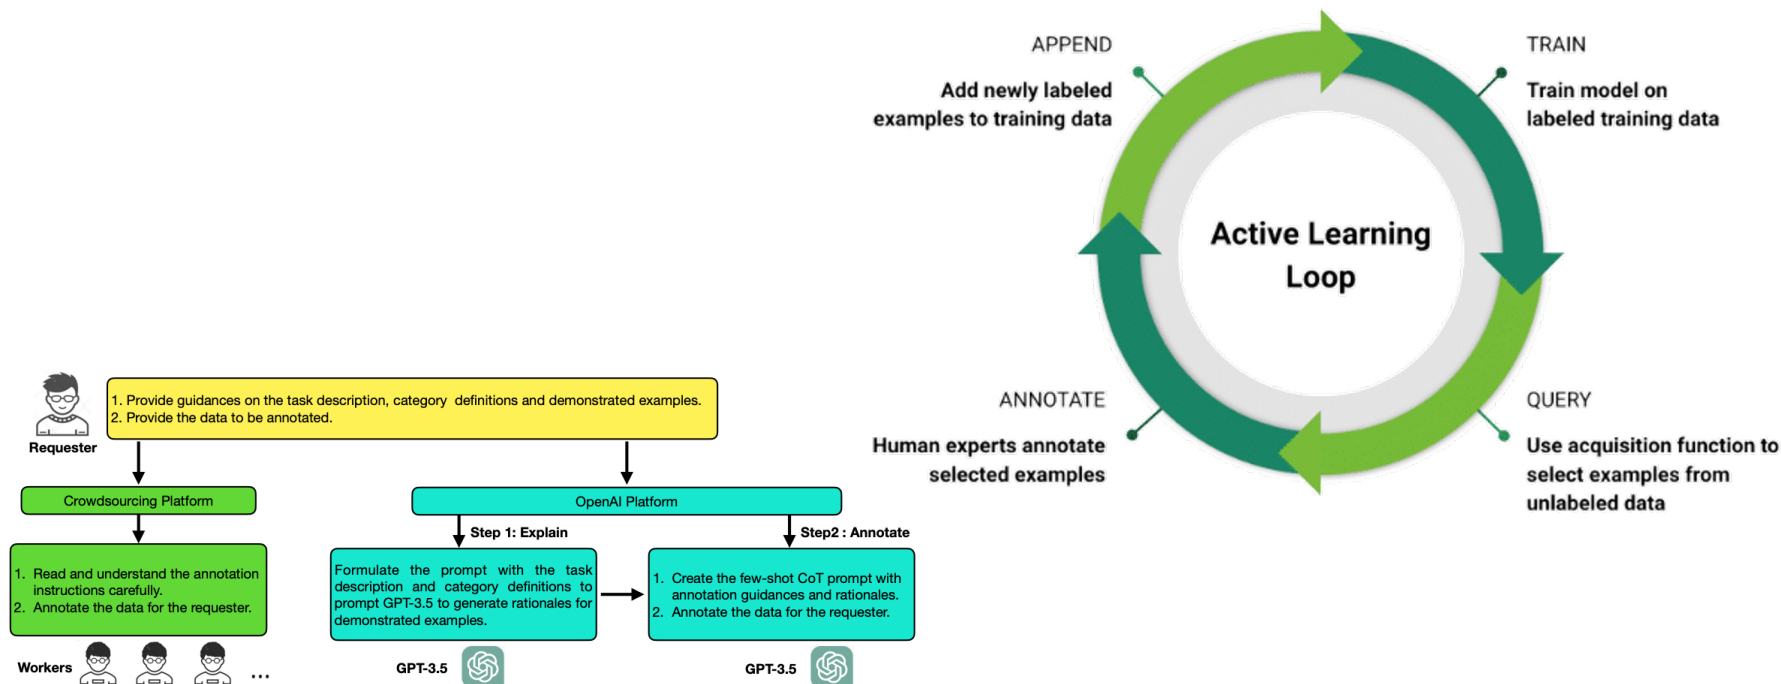 APPEND
Add newly labeled
examples to training data
TRAIN
Train model on
labeled training data
Active Learning
Loop
ANNOTATE
Human experts annotate
selected examples
QUERY
Use acquisition function to
select examples from
unlabeled data
Requester
1. Provide guidances on the task description, category definitions and demonstrated examples.
2. Provide the data to be annotated.
Crowdsourcing Platform
1. Read and understand the annotation
instructions carefully.
2. Annotate the data for the requester.
Workers
...
OpenAI Platform
Step 1: Explain
Step2 : Annotate
Formulate the prompt with the task
description and category definitions to
prompt GPT-3.5 to generate rationales for
demonstrated examples.
1. Create the few-shot CoT prompt with
annotation guidances and rationales.
2. Annotate the data for the requester.
GPT-3.5
GPT-3.5